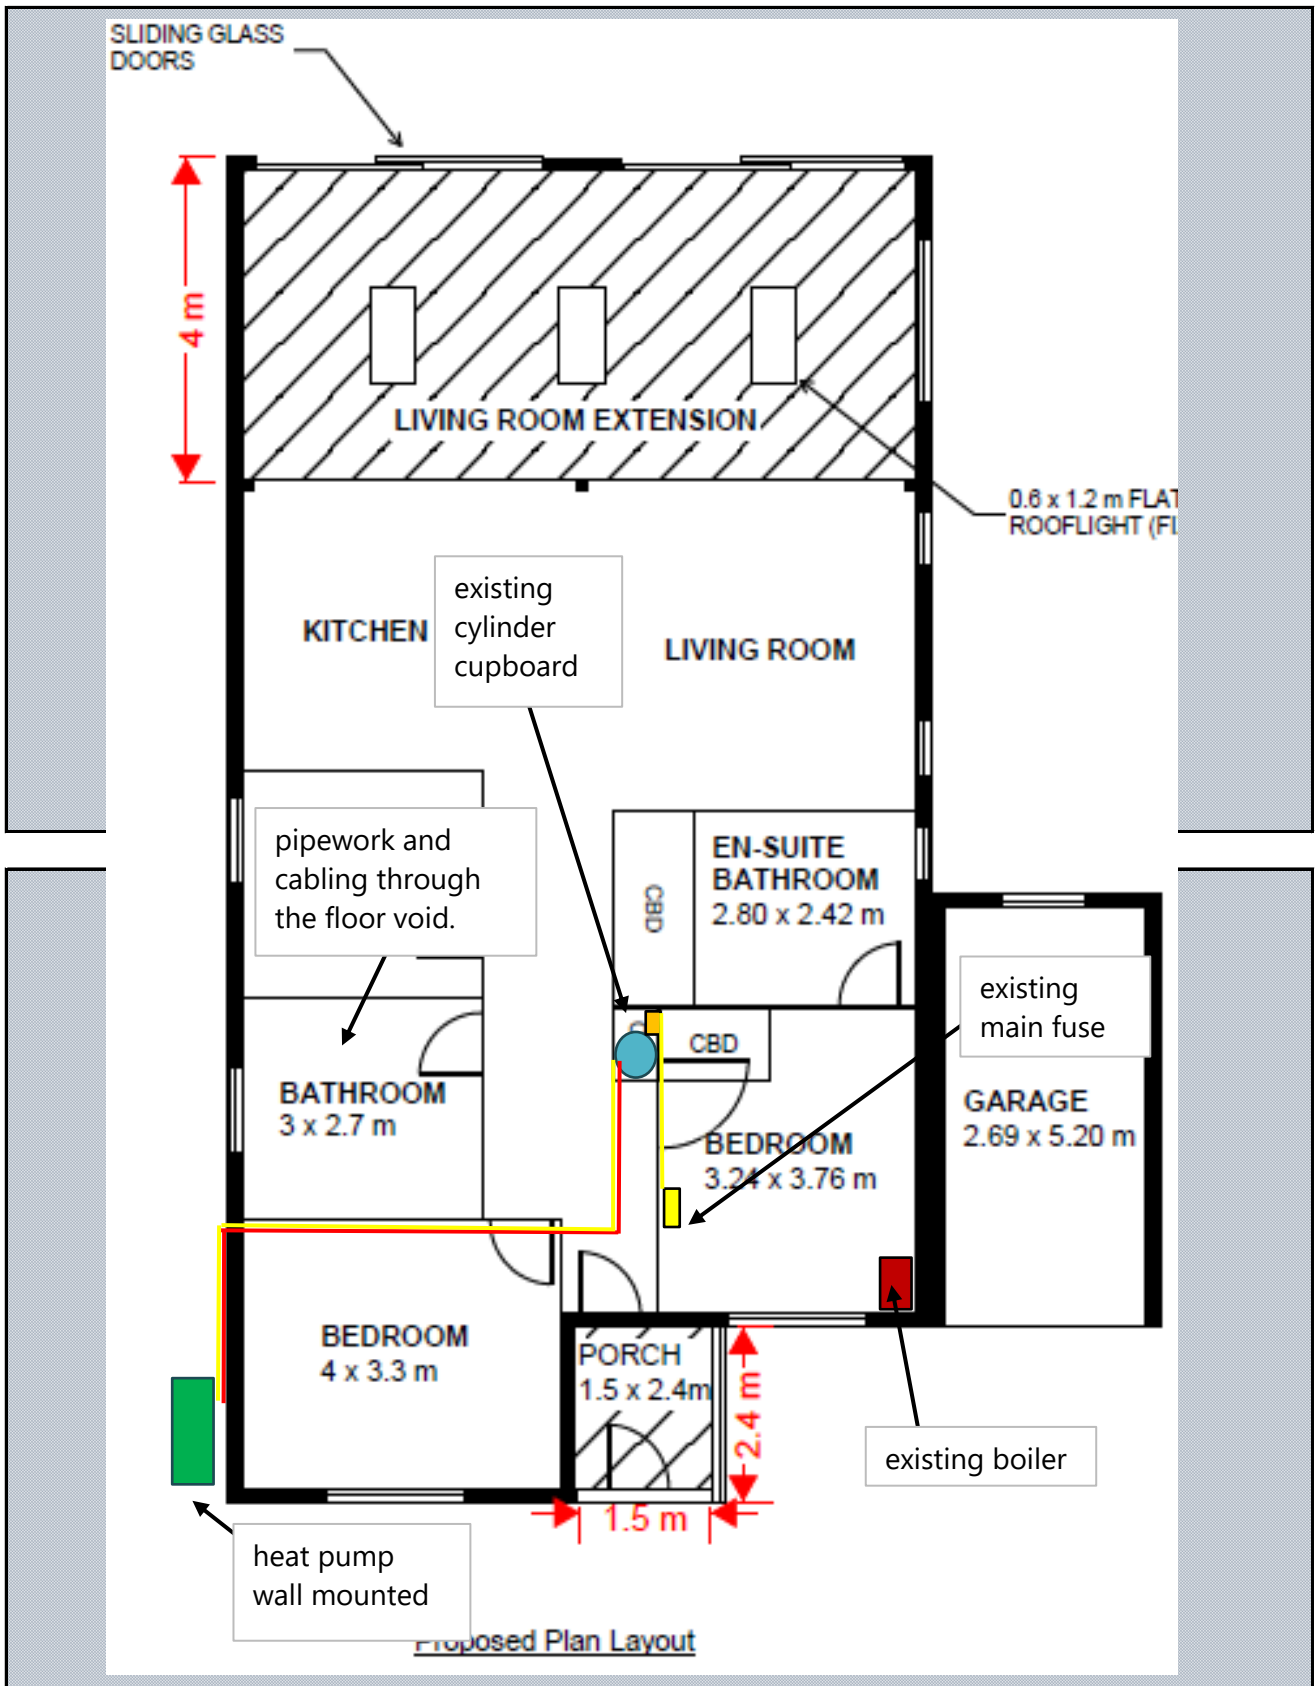 SLIDING GLASS
DOORS
4 m
LIVING ROOM EXTENSION
0.6 x 1.2 m FLAT
ROOFLIGHT
existing
cylinder
cupboard
KITCHEN
LIVING ROOM
pipework and
cabling through
the floor void.
EN-SUITE
BATHROOM
2.80 x 2.42 m
CBD
existing
main fuse
CBD
BATHROOM
3 x 2.7 m
GARAGE
2.69 x 5.20 m
BEDROOM
3.24 x 3.76 m
BEDROOM
4 x 3.3 m
PORCH
1.5 x 2.4m
2.4 m
existing boiler
1.5 m
heat pump
wall mounted
Proposed Plan Layout